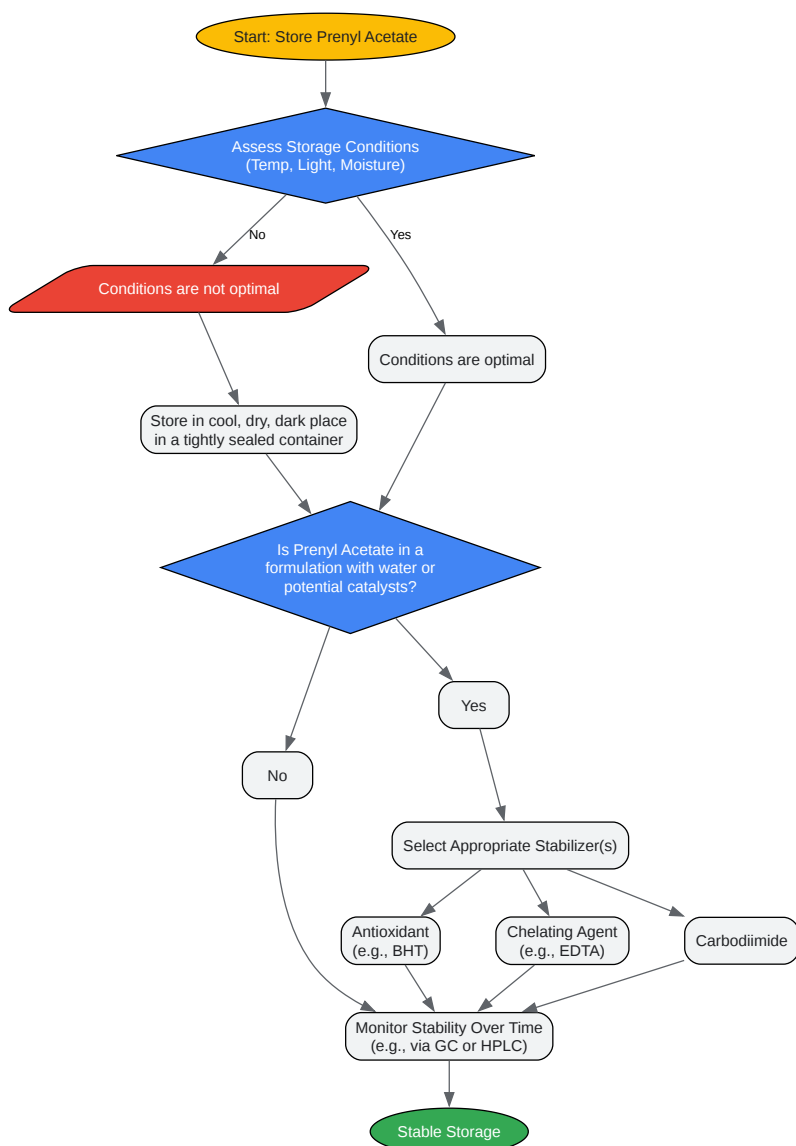 Start: Store Prenyl Acetate
Assess Storage Conditions
(Temp, Light, Moisture)
No
Yes
Conditions are not optimal
Conditions are optimal
Store in cool, dry, dark place
in a tightly sealed container
Is Prenyl Acetate in a
formulation with water or
potential catalysts?
Yes
No
Select Appropriate Stabilizer(s)
Antioxidant
(e.g., BHT)
Chelating Agent
(e.g., EDTA)
Carbodiimide
Monitor Stability Over Time
(e.g., via GC or HPLC)
Stable Storage